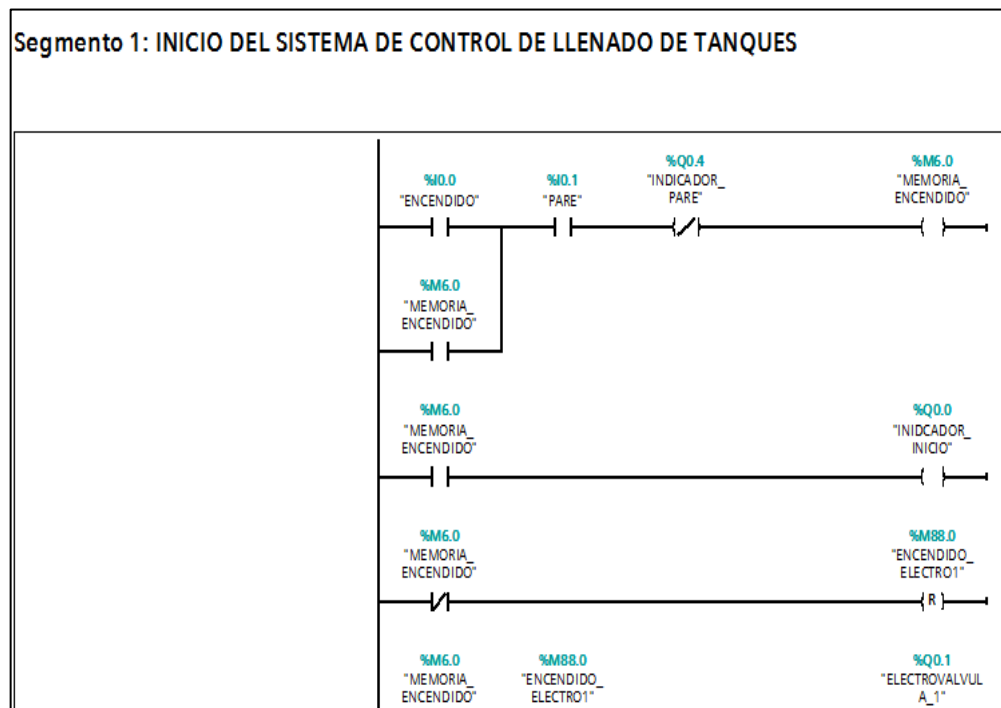 Segmento 1: INICIO DEL SISTEMA DE CONTROL DE LLENADO DE TANQUES
%I0.0
"ENCENDIDO"
%I0.1
"PARE"
%Q0.4
"INDICADOR_
PARE"
%M6.0
"MEMORIA_
ENCENDIDO"
%M6.0
"MEMORIA_
ENCENDIDO"
%M6.0
"MEMORIA_
ENCENDIDO"
%Q0.0
"INIDCADOR_
INICIO"
%M6.0
"MEMORIA_
ENCENDIDO"
%M88.0
"ENCENDIDO_
ELECTRO1"
R
%M6.0
"MEMORIA_
ENCENDIDO"
%M88.0
"ENCENDIDO_
ELECTRO1"
%Q0.1
"ELECTROVALVUL
A_1"